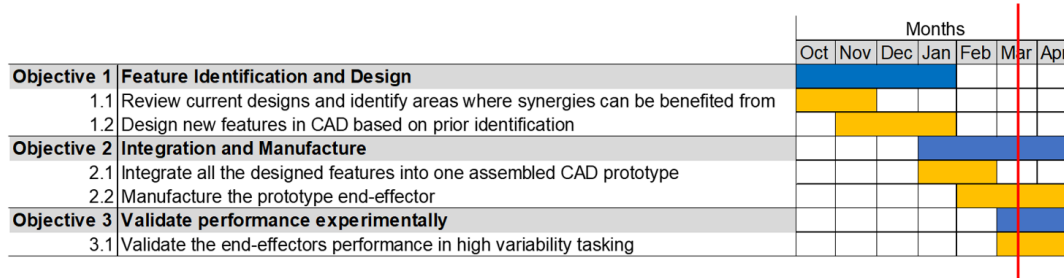 Months
Oct Nov Dec Jan Feb Mar Apr
Objective 1 Feature Identification and Design
1.1 Review current designs and identify areas where synergies can be benefited from
1.2 Design new features in CAD based on prior identification
Objective 2 Integration and Manufacture
2.1 Integrate all the designed features into one assembled CAD prototype
2.2 Manufacture the prototype end-effector
Objective 3 Validate performance experimentally
3.1 Validate the end-effectors performance in high variability tasking